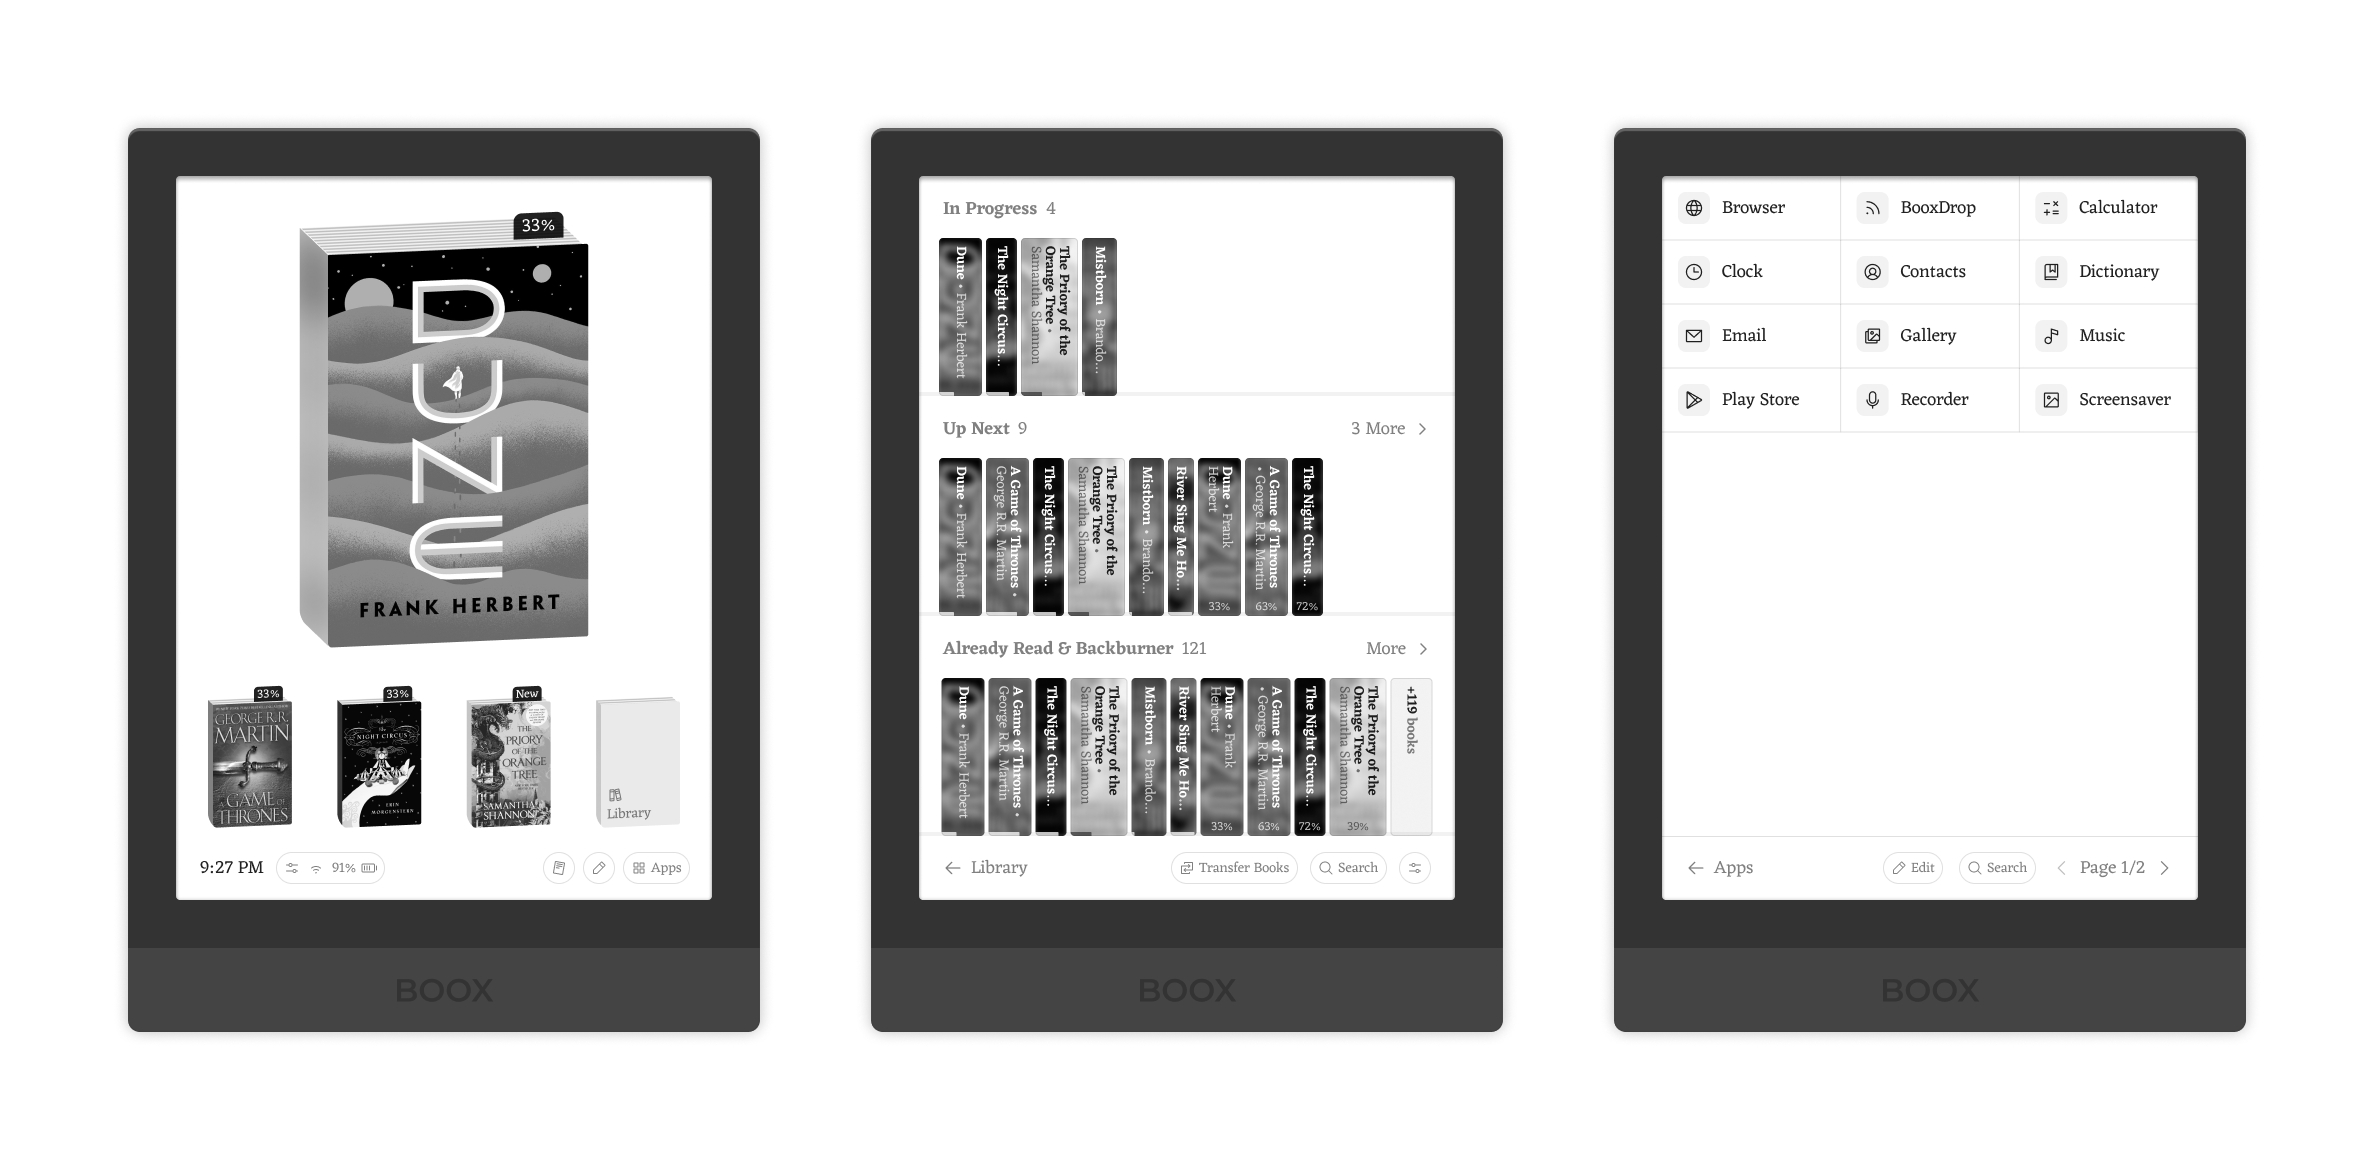 33%
DUNE
FRANK HERBERT
33%
GEORGE R.R.
MARTIN
A GAME OF
THRONES
33%
the
NIGHT CIRCUS
ERIN
MORGENSTERN
New
THE
PRIORY
OF THE
ORANGE
TREE
SAMANTHA
SHANNON
Library
9:27 PM
91%
Apps
BOOX
In Progress 4
Dune • Frank Herbert
The Night Circus…
The Priory of the
Orange Tree •
Samantha Shannon
Mistborn • Brando…
Up Next 9
3 More
Dune • Frank Herbert
A Game of Thrones •
George R.R. Martin
The Night Circus…
The Priory of the
Orange Tree •
Samantha Shannon
Mistborn • Brando…
River Sing Me Ho…
Dune • Frank
Herbert
33%
A Game of Thrones
• George R.R. Martin
63%
The Night Circus…
72%
Already Read & Backburner 121
More
Dune • Frank Herbert
A Game of Thrones •
George R.R. Martin
The Night Circus…
The Priory of the
Orange Tree •
Samantha Shannon
Mistborn • Brando…
River Sing Me Ho…
Dune • Frank
Herbert
33%
A Game of Thrones
• George R.R. Martin
63%
The Night Circus…
72%
The Priory of the
Orange Tree •
Samantha Shannon
39%
+119 books
Library
Transfer Books
Search
BOOX
Browser
BooxDrop
Calculator
Clock
Contacts
Dictionary
Email
Gallery
Music
Play Store
Recorder
Screensaver
Apps
Edit
Search
Page 1/2
BOOX